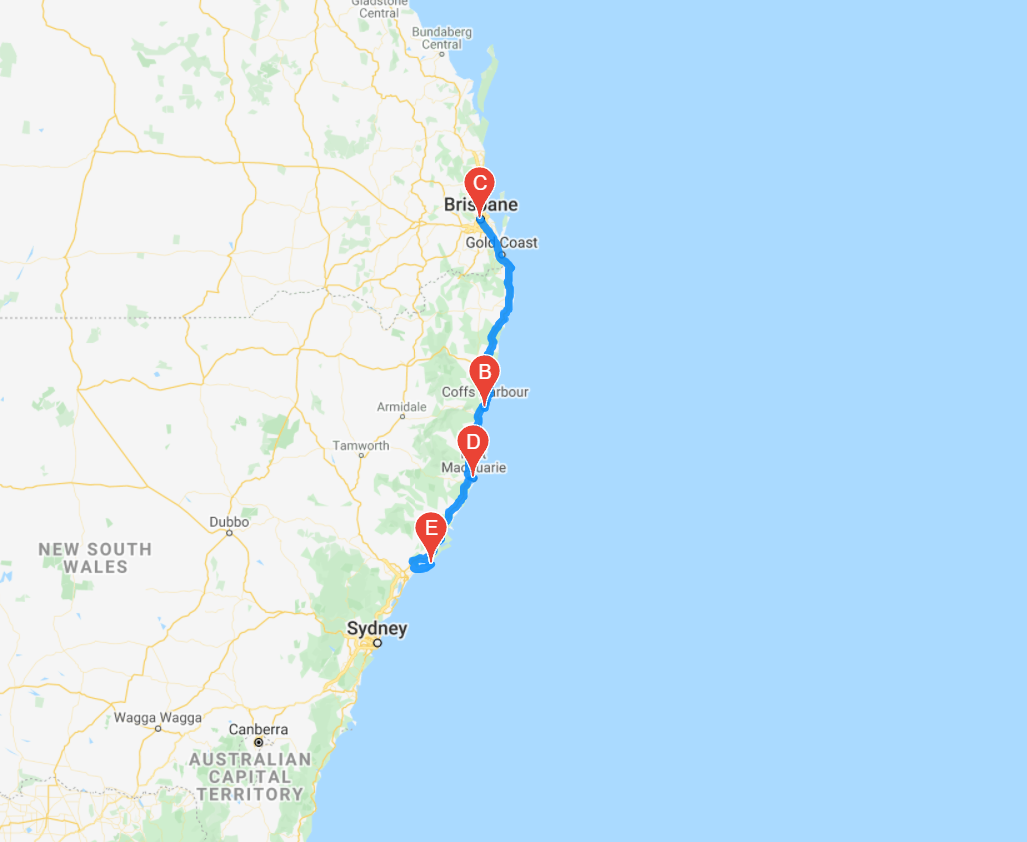 Gladstone
Central
Bundaberg
Central
C
Brisbane
Gold Coast
B
Coffs Harbour
Armidale
D
Macquarie
Tamworth
E
Dubbo
NEW SOUTH
WALES
Sydney
Wagga Wagga
Canberra
AUSTRALIAN
CAPITAL
TERRITORY